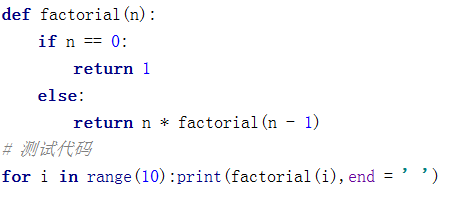 def factorial(n):
    if n == 0:
        return 1
    else:
        return n * factorial(n - 1)
# 测试代码
for i in range(10):print(factorial(i),end = ' ')